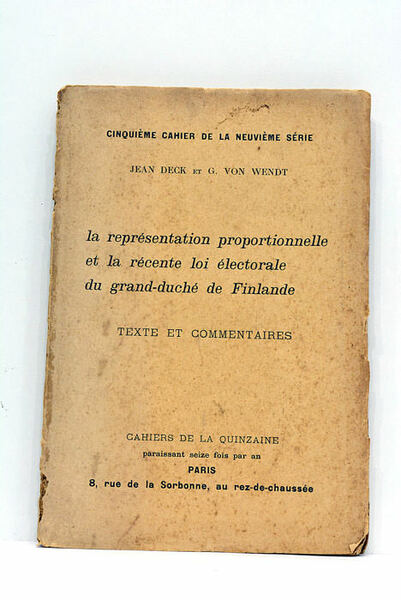 CINQUIÈME CAHIER DE LA NEUVIÈME SÉRIE
JEAN DECK ET G. VON WENDT
la représentation proportionnelle
et la récente loi électorale
du grand-duché de Finlande
TEXTE ET COMMENTAIRES
CAHIERS DE LA QUINZAINE
paraissant seize fois par an
PARIS
8, rue de la Sorbonne, au rez-de-chaussée